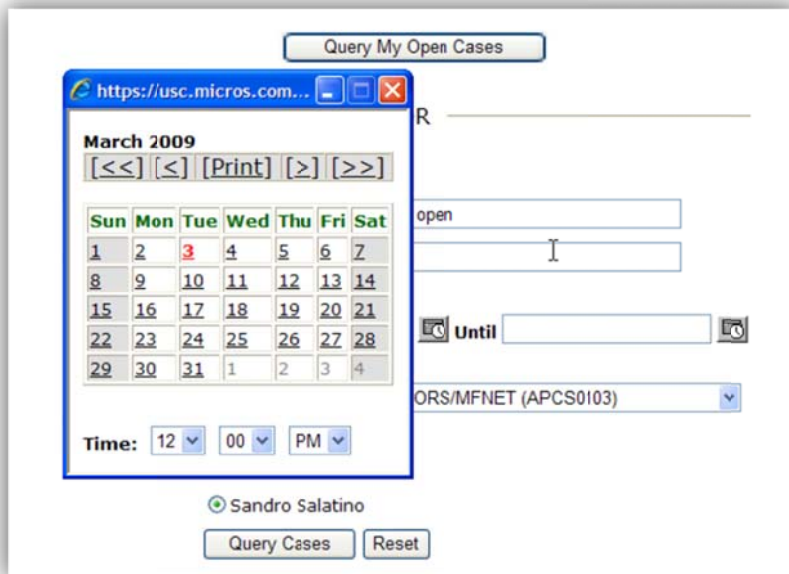 Query My Open Cases
https://usc.micros.com...
R
March 2009
[<<] [<] [Print] [>] [>>]
Sun Mon Tue Wed Thu Fri Sat
1 2 3 4 5 6 7
8 9 10 11 12 13 14
15 16 17 18 19 20 21
22 23 24 25 26 27 28
29 30 31 1 2 3 4
Time: 12 00 PM
open
Until
ORS/MFNET (APCS0103)
Sandro Salatino
Query Cases Reset